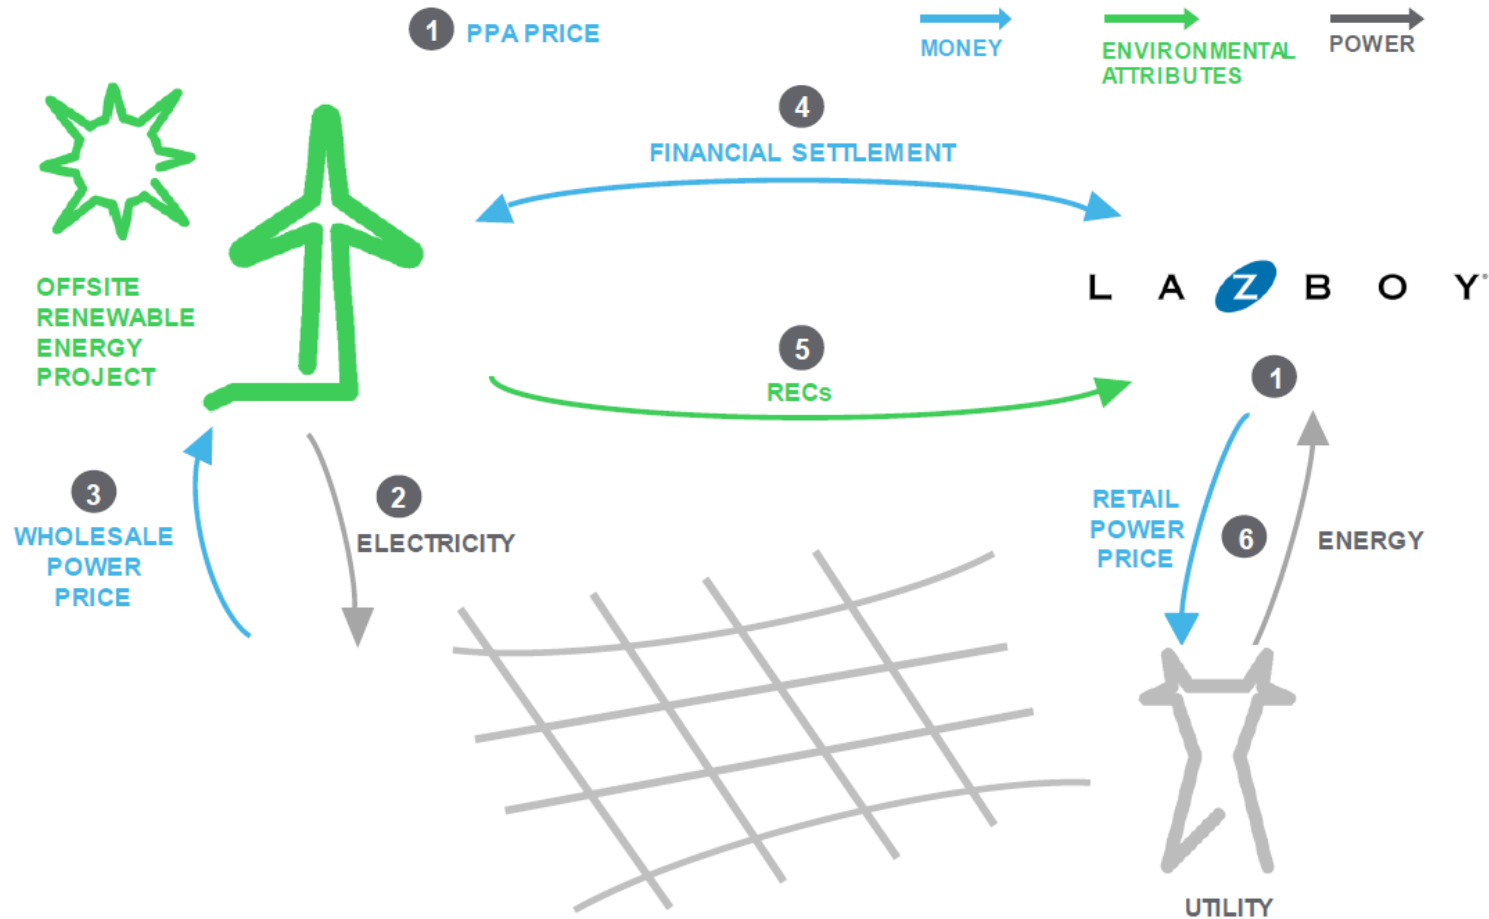 1 PPA PRICE
MONEY
ENVIRONMENTAL
ATTRIBUTES
POWER
4
FINANCIAL SETTLEMENT
OFFSITE
RENEWABLE
ENERGY
PROJECT
LAZBOY®
5
RECs
1
3
WHOLESALE
POWER
PRICE
2
ELECTRICITY
RETAIL
POWER
PRICE
6
ENERGY
UTILITY